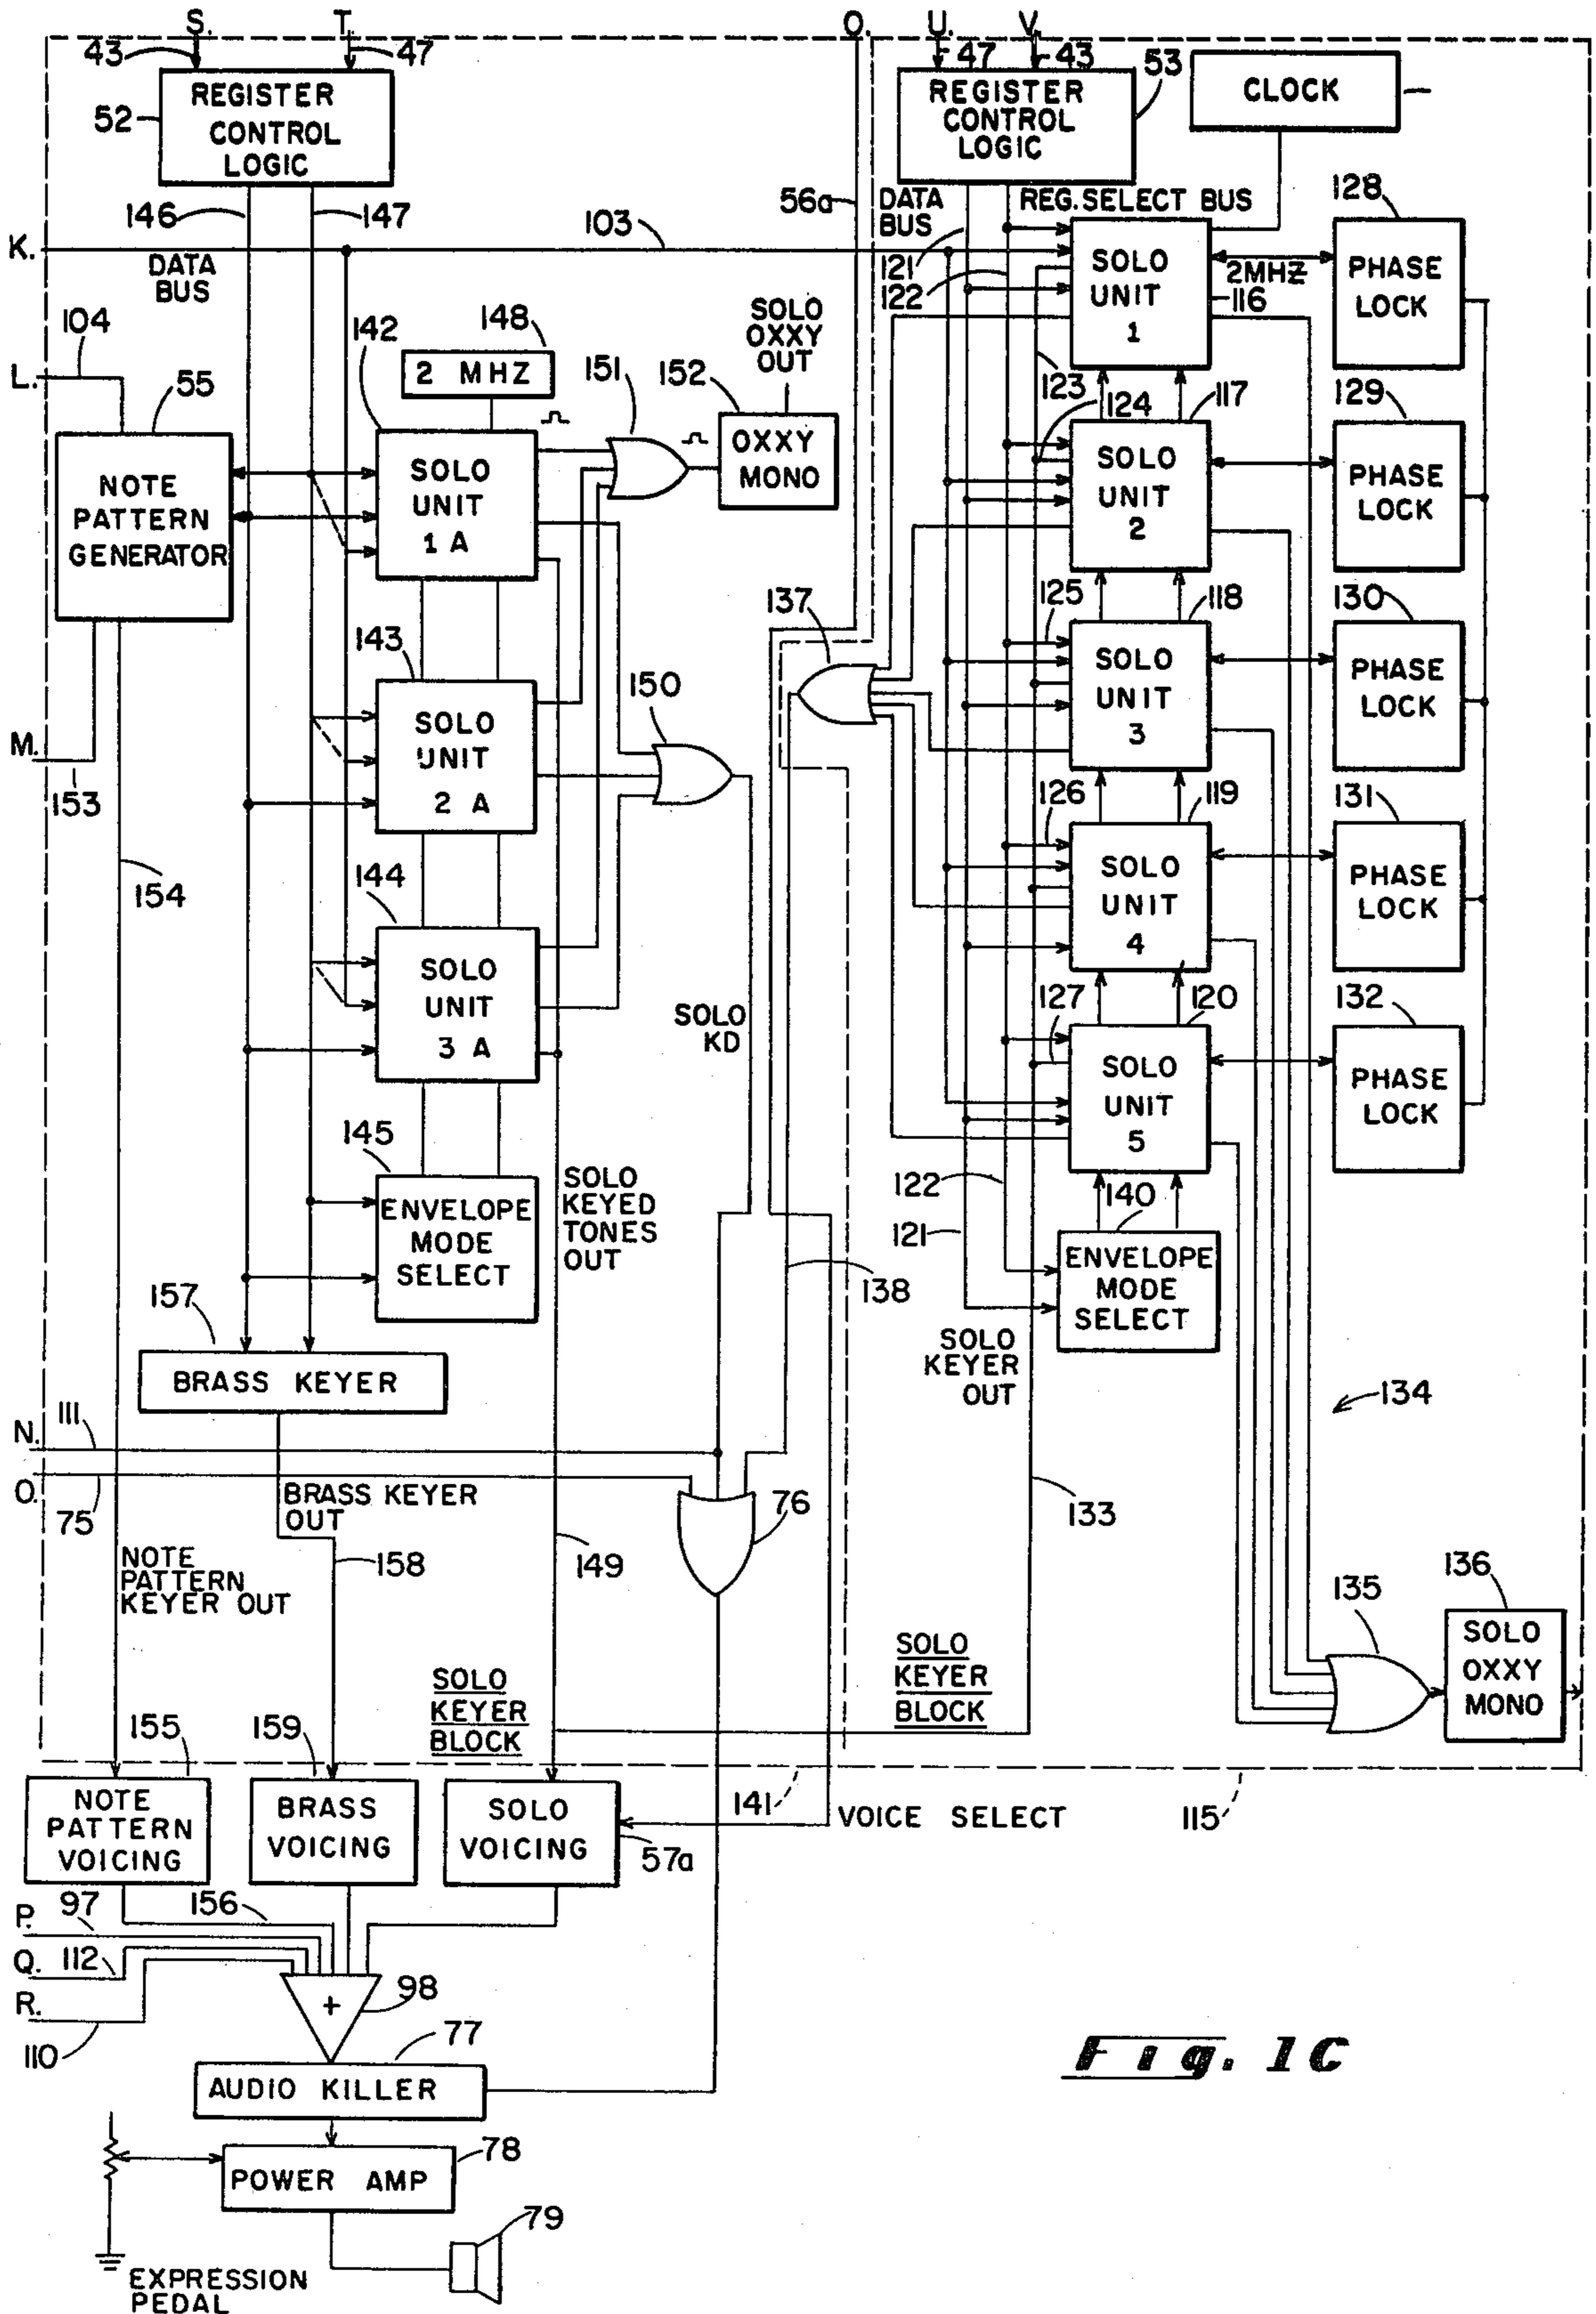 S.
T.
O.
U.
V.
43
47
47
43
53
52
REGISTER
CONTROL
LOGIC
REGISTER
CONTROL
LOGIC
CLOCK
146
147
56a
DATA
BUS
REG. SELECT BUS
128
K.
103
DATA
BUS
121
122
SOLO
UNIT
1
2MHZ
116
PHASE
LOCK
104
142
148
SOLO
OXXY
OUT
L.
2 MHZ
151
152
123
124
117
129
55
NOTE
PATTERN
GENERATOR
SOLO
UNIT
1 A
OXXY
MONO
SOLO
UNIT
2
PHASE
LOCK
137
125
118
130
143
150
SOLO
UNIT
2 A
SOLO
UNIT
3
PHASE
LOCK
M.
153
126
119
131
154
144
SOLO
UNIT
4
PHASE
LOCK
SOLO
UNIT
3 A
SOLO
KD
127
120
132
SOLO
UNIT
5
PHASE
LOCK
145
SOLO
KEYED
TONES
OUT
122
140
121
ENVELOPE
MODE
SELECT
138
ENVELOPE
MODE
SELECT
157
SOLO
KEYER
OUT
BRASS KEYER
134
N.
111
O.
75
BRASS KEYER
OUT
76
133
149
158
NOTE
PATTERN
KEYER OUT
135
136
SOLO
OXXY
MONO
SOLO
KEYER
BLOCK
SOLO
KEYER
BLOCK
155
159
NOTE
PATTERN
VOICING
BRASS
VOICING
SOLO
VOICING
57a
141
VOICE SELECT
115
P.
97
156
Q.
112
R.
110
+
98
77
AUDIO KILLER
Fig. 1C
78
POWER AMP
79
EXPRESSION
PEDAL